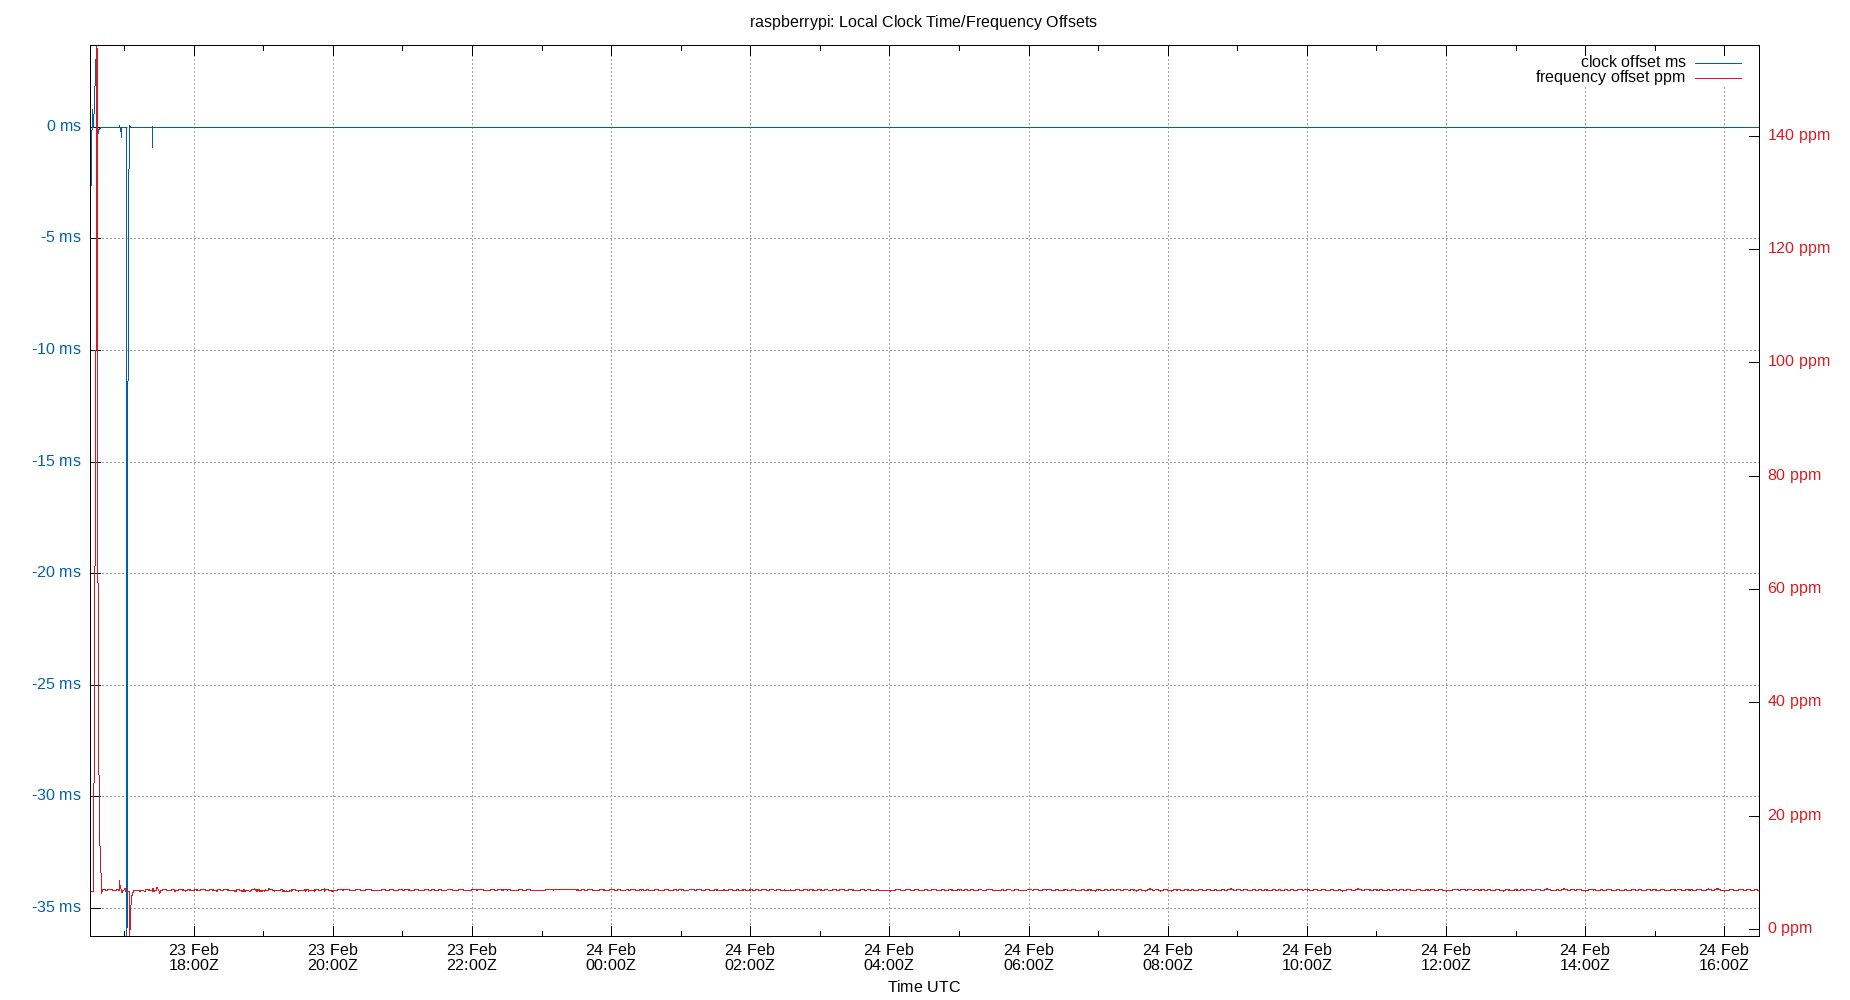 raspberrypi: Local Clock Time/Frequency Offsets
clock offset ms
frequency offset ppm
0 ms
-5 ms
-10 ms
-15 ms
-20 ms
-25 ms
-30 ms
-35 ms
140 ppm
120 ppm
100 ppm
80 ppm
60 ppm
40 ppm
20 ppm
0 ppm
23 Feb
18:00Z
23 Feb
20:00Z
23 Feb
22:00Z
24 Feb
00:00Z
24 Feb
02:00Z
24 Feb
04:00Z
24 Feb
06:00Z
24 Feb
08:00Z
24 Feb
10:00Z
24 Feb
12:00Z
24 Feb
14:00Z
24 Feb
16:00Z
Time UTC